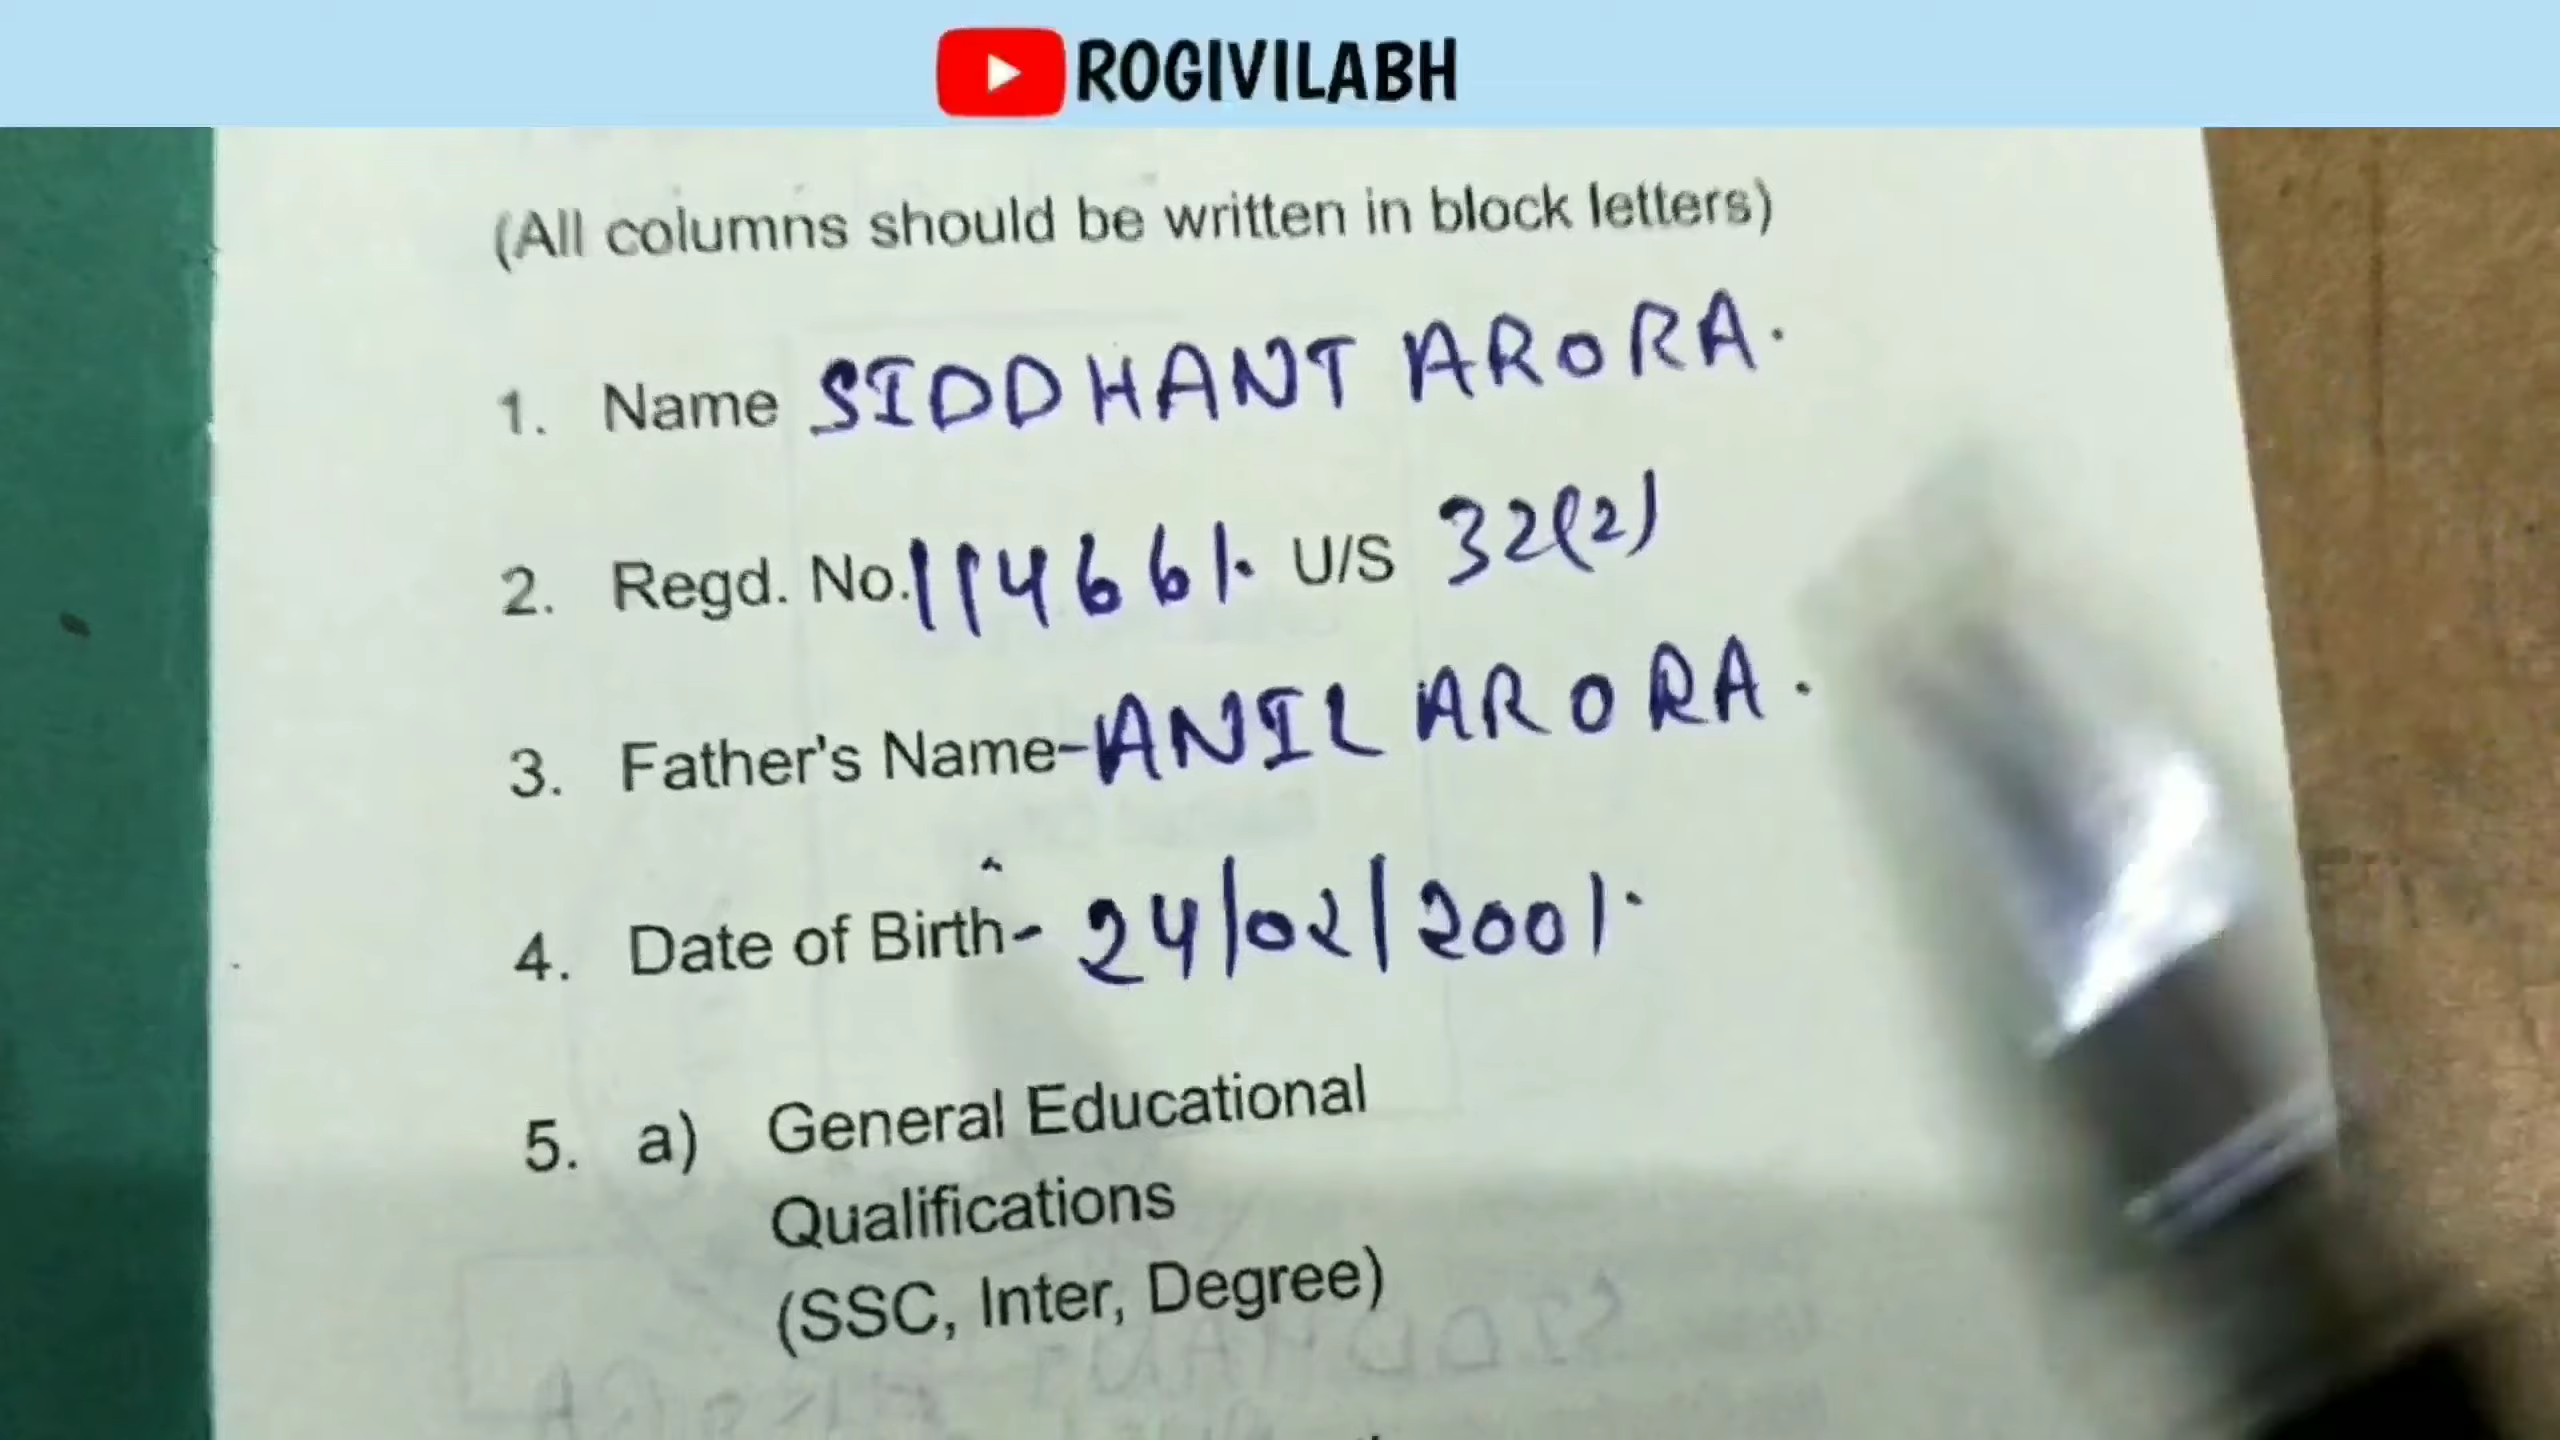 ROGIVILABH
(All columns should be written in block letters)
1. Name SIDDHANT ARORA.
2. Regd. No. 114661. U/S 32(2)
3. Father's Name- ANIL ARORA.
4. Date of Birth- 24/02/2001.
5. a) General Educational
Qualifications
(SSC, Inter, Degree)